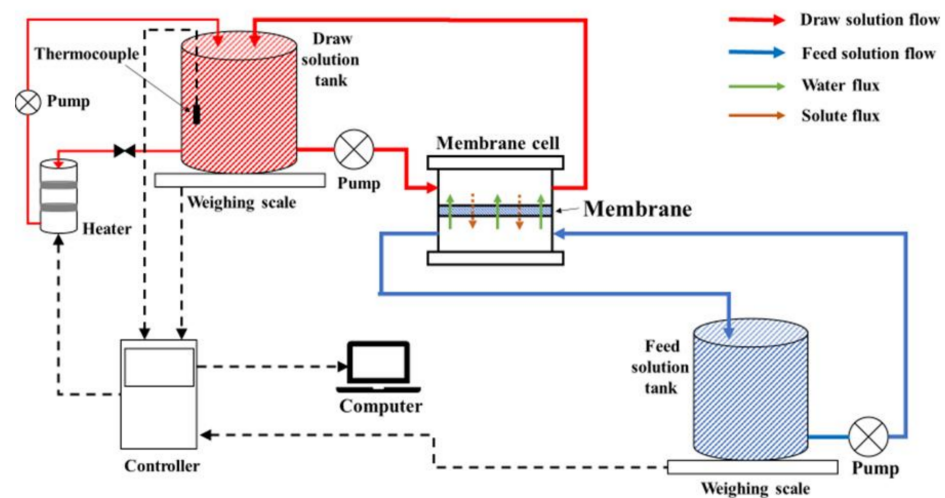 Thermocouple
Draw
solution
tank
Pump
Heater
Weighing scale
Pump
Membrane cell
Membrane
Draw solution flow
Feed solution flow
Water flux
Solute flux
Feed
solution
tank
Pump
Weighing scale
Controller
Computer